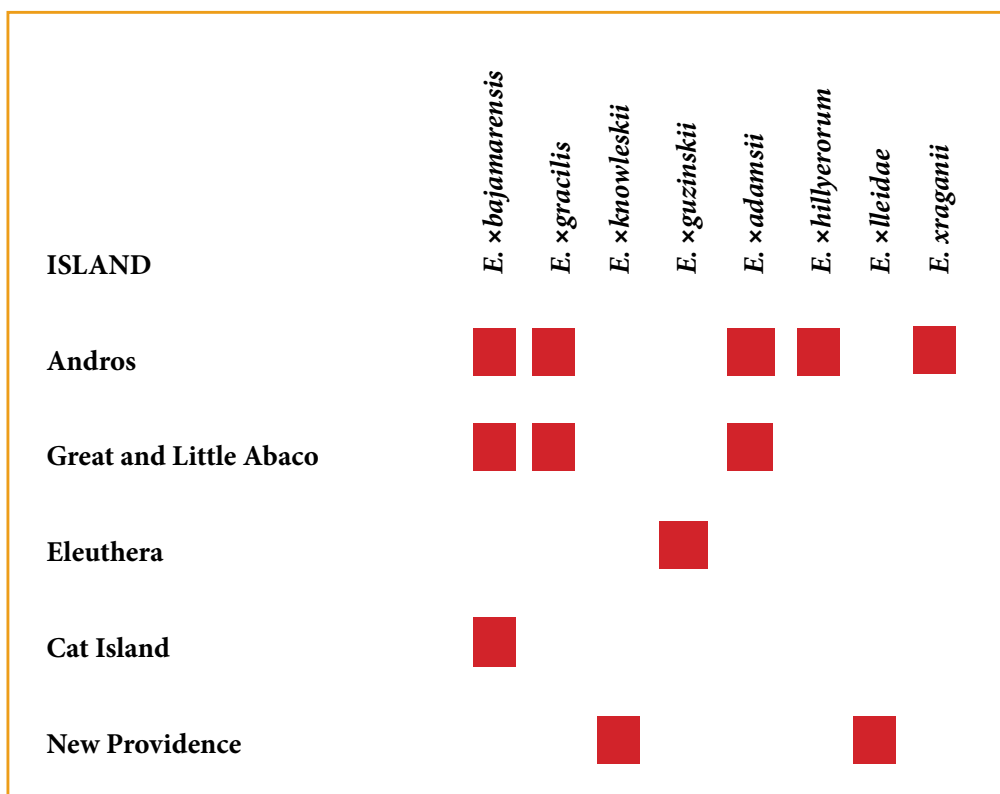 E. ×bajamarensis
E. ×gracilis
E. ×knowleskii
E. ×guzinskii
E. ×adamsii
E. ×hillyerorum
E. ×lleidae
E. xraganii
ISLAND
Andros
Great and Little Abaco
Eleuthera
Cat Island
New Providence